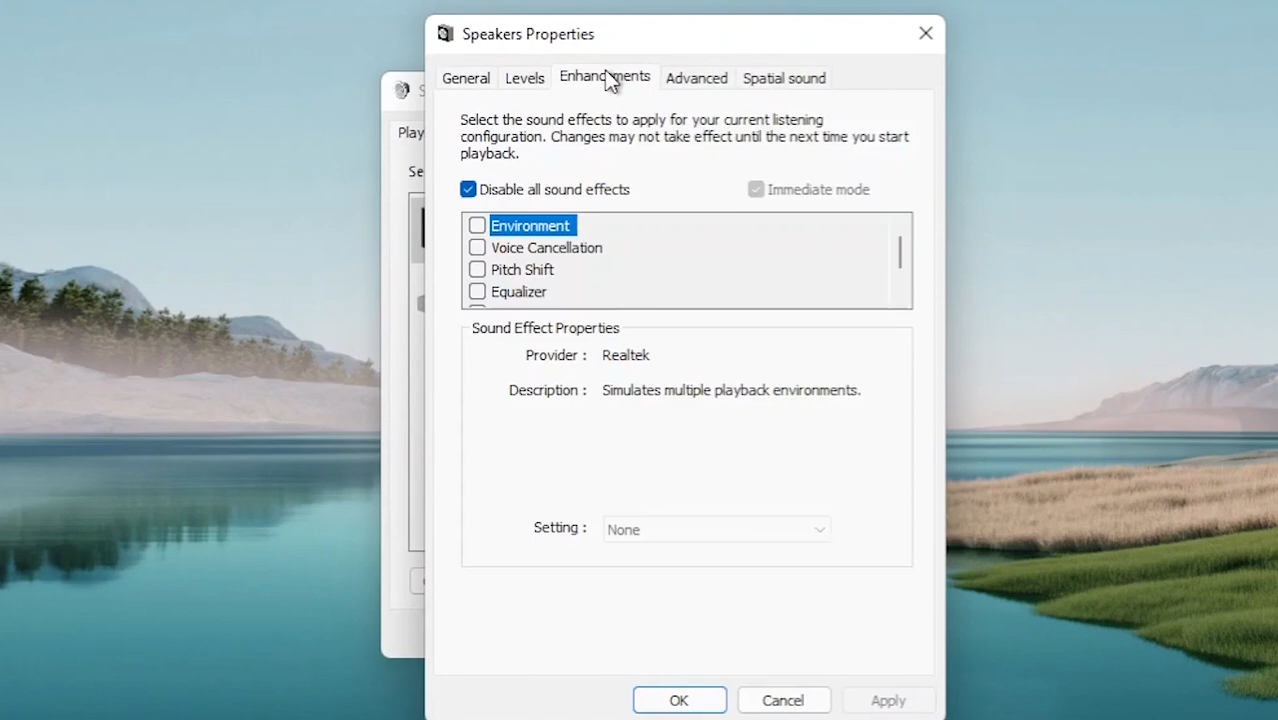 Speakers Properties
General Levels Enhancements Advanced Spatial sound
Play
Se
Select the sound effects to apply for your current listening
configuration. Changes may not take effect until the next time you start
playback.
Disable all sound effects Immediate mode
Environment
Voice Cancellation
Pitch Shift
Equalizer
Sound Effect Properties
Provider : Realtek
Description : Simulates multiple playback environments.
Setting : None
OK Cancel Apply